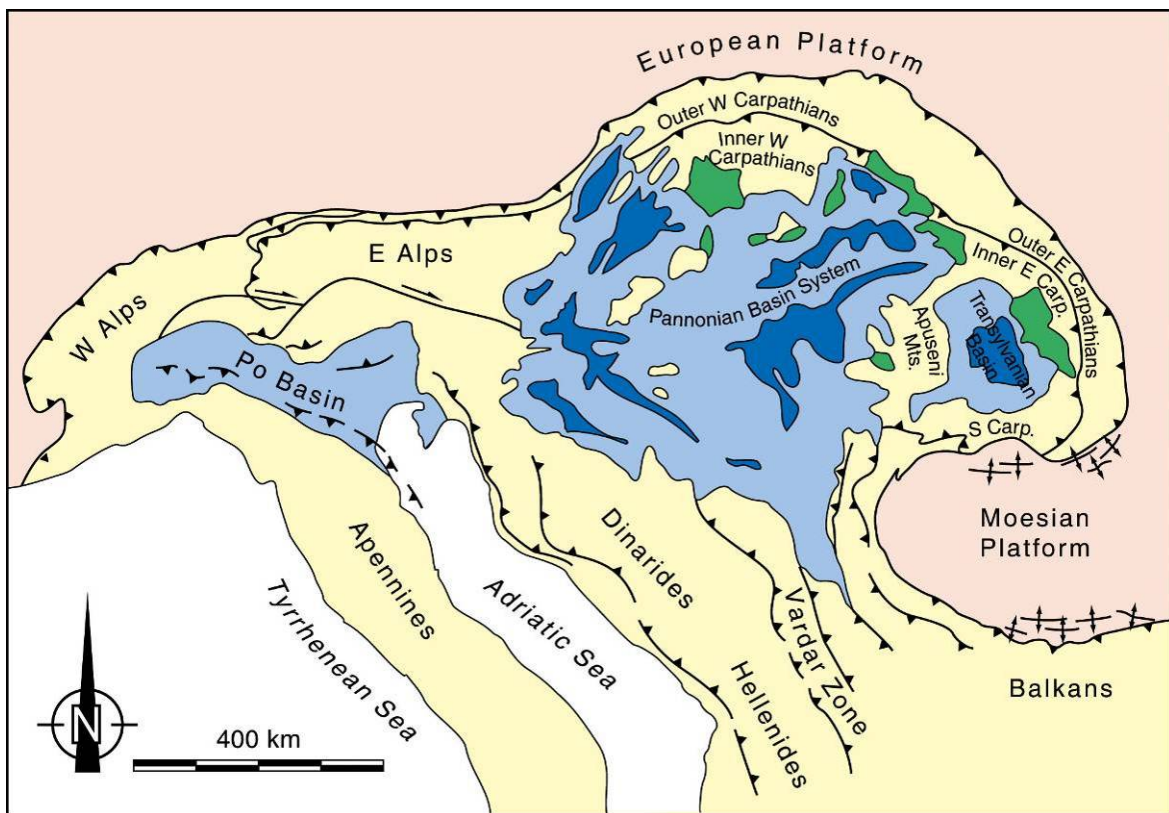 European Platform
Outer W Carpathians
Inner W
Carpathians
E Alps
W Alps
Po Basin
Pannonian Basin System
Outer E Carpathians
Inner E Carp.
Apuseni
Mts.
Transylvanian
Basin
S Carp.
Moesian
Platform
Dinarides
Apennines
Adriatic Sea
Tyrrhenean Sea
Vardar Zone
Hellenides
Balkans
N
400 km